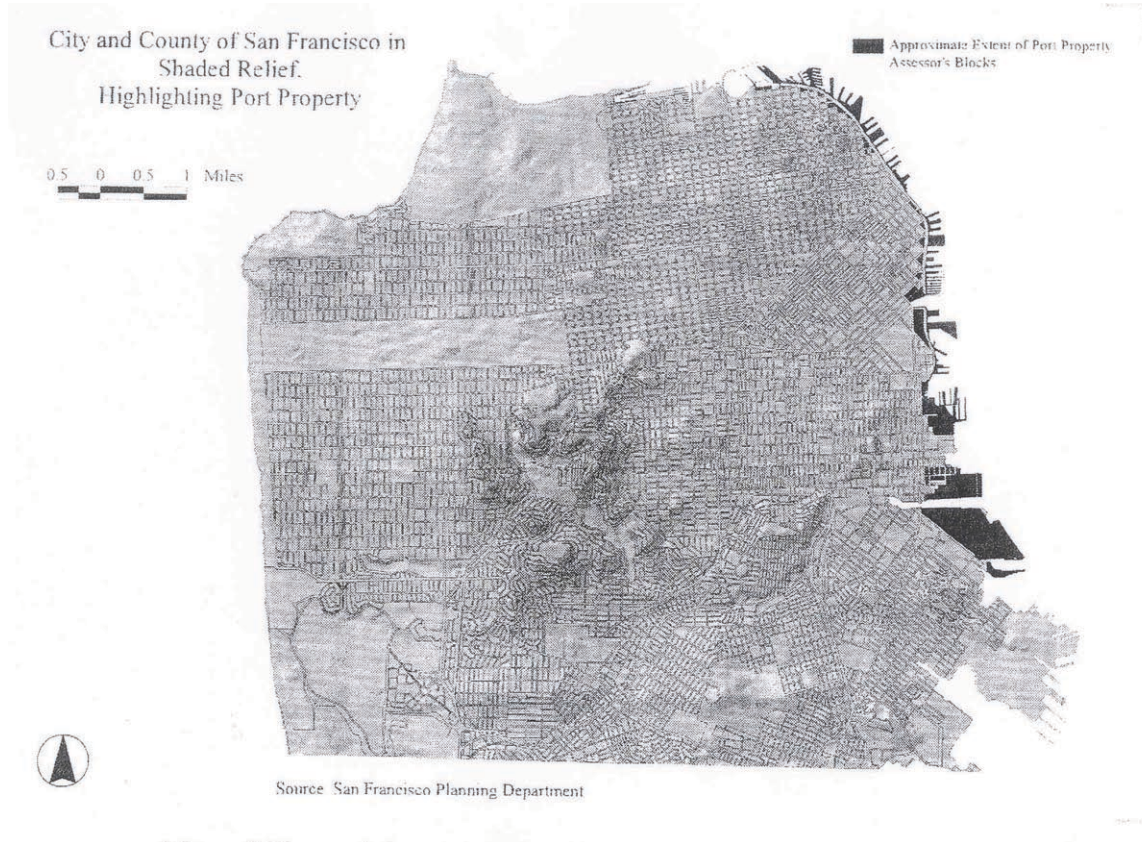 City and County of San Francisco in
Shaded Relief.
Highlighting Port Property
Approximate Extent of Port Property
Assessor's Blocks
0.5 0 0.5 1 Miles
Source San Francisco Planning Department